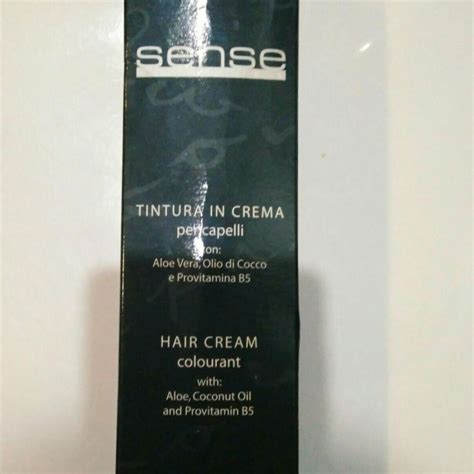 sense
TINTURA IN CREMA
per capelli
con:
Aloe Vera, Olio di Cocco
e Provitamina B5
HAIR CREAM
colourant
with:
Aloe, Coconut Oil
and Provitamin B5